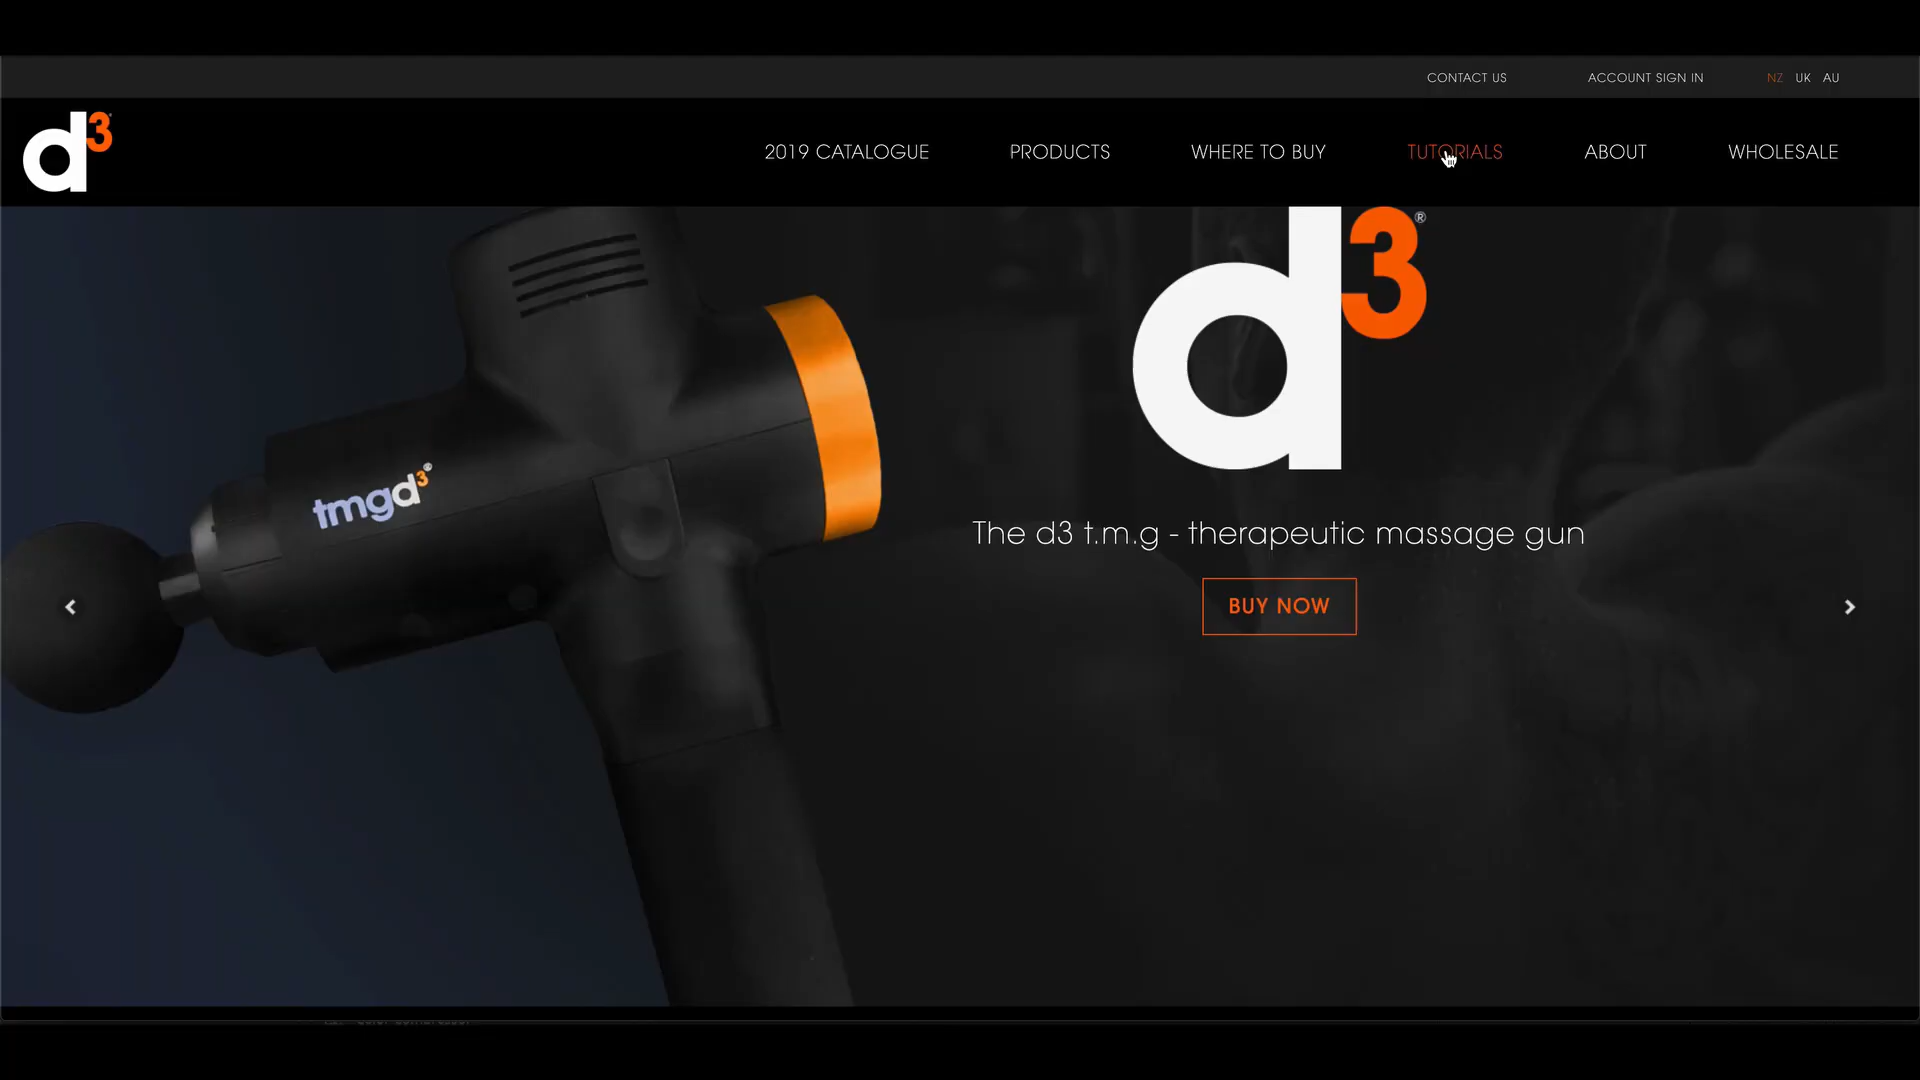 CONTACT US ACCOUNT SIGN IN NZ UK AU
d3
2019 CATALOGUE PRODUCTS WHERE TO BUY TUTORIALS ABOUT WHOLESALE
d3®
tmgd3®
The d3 t.m.g - therapeutic massage gun
BUY NOW